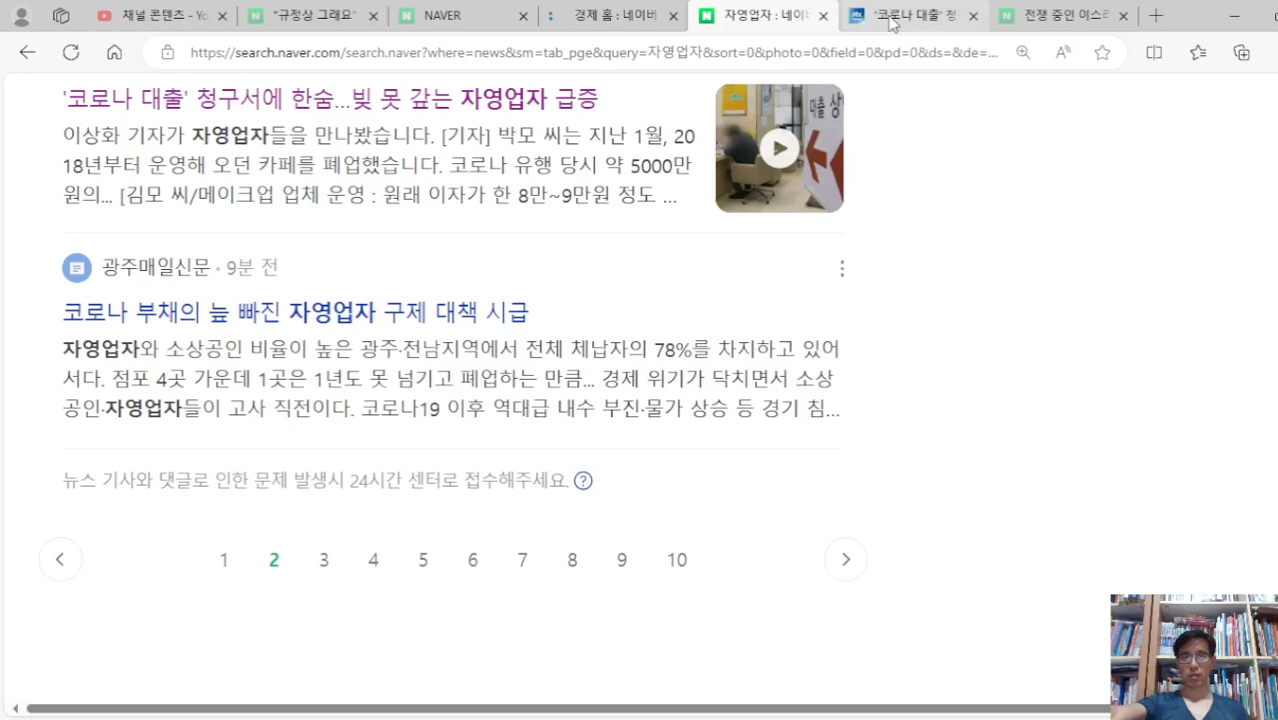 채널 콘텐츠 - Yo
"규정상 그래요"
NAVER
경제 홈 : 네이버
자영업자 : 네이버
'코로나 대출' 청
전쟁 중인 이스라
https://search.naver.com/search.naver?where=news&sm=tab_pge&query=자영업자&sort=0&photo=0&field=0&pd=0&ds=&de=...
'코로나 대출' 청구서에 한숨…빚 못 갚는 자영업자 급증
이상화 기자가 자영업자들을 만나봤습니다. [기자] 박모 씨는 지난 1월, 20
18년부터 운영해 오던 카페를 폐업했습니다. 코로나 유행 당시 약 5000만
원의... [김모 씨/메이크업 업체 운영 : 원래 이자가 한 8만~9만원 정도 ...
대출 상
광주매일신문 · 9분 전
코로나 부채의 늪 빠진 자영업자 구제 대책 시급
자영업자와 소상공인 비율이 높은 광주·전남지역에서 전체 체납자의 78%를 차지하고 있어
서다. 점포 4곳 가운데 1곳은 1년도 못 넘기고 폐업하는 만큼... 경제 위기가 닥치면서 소상
공인·자영업자들이 고사 직전이다. 코로나19 이후 역대급 내수 부진·물가 상승 등 경기 침...
뉴스 기사와 댓글로 인한 문제 발생시 24시간 센터로 접수해주세요.
1 2 3 4 5 6 7 8 9 10